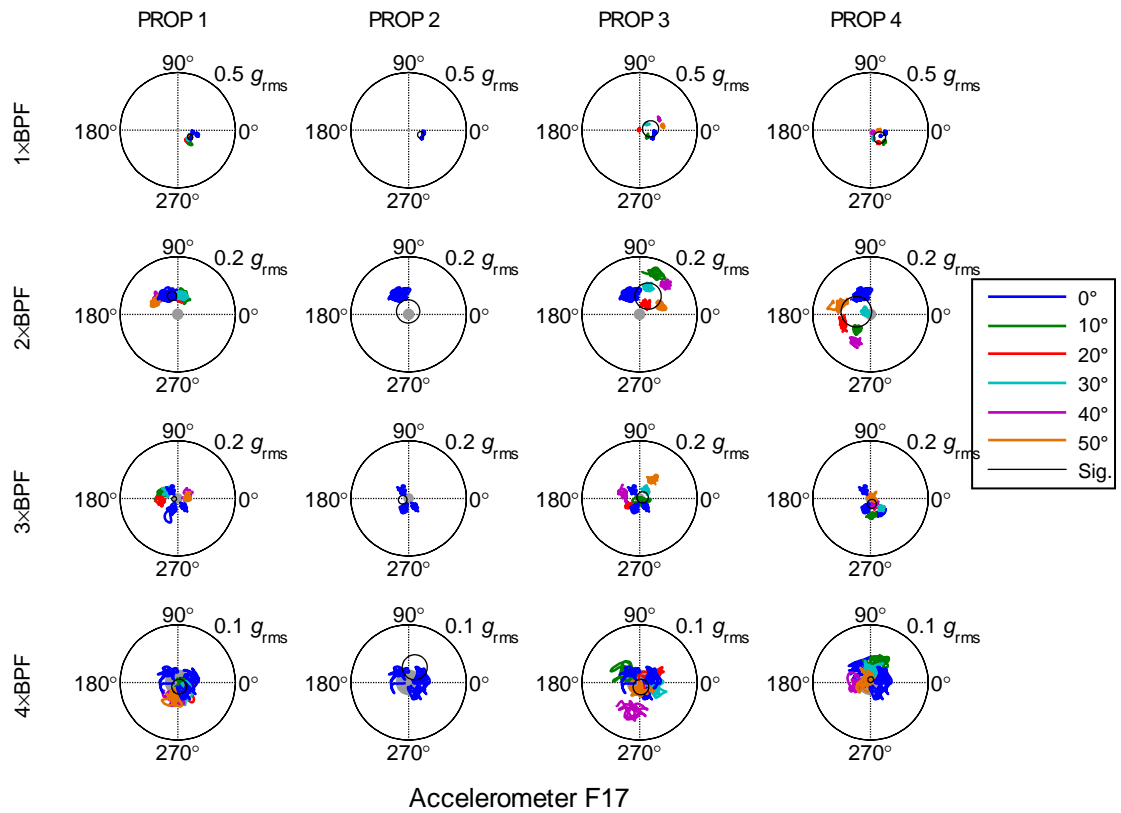 PROP 1 PROP 2 PROP 3 PROP 4
1×BPF
90° 0.5 grms 90° 0.5 grms 90° 0.5 grms 90° 0.5 grms
180° 0° 180° 0° 180° 0° 180° 0°
270° 270° 270° 270°
2×BPF
90° 0.2 grms 90° 0.2 grms 90° 0.2 grms 90° 0.2 grms
180° 0° 180° 0° 180° 0° 180° 0°
270° 270° 270° 270°
3×BPF
90° 0.2 grms 90° 0.2 grms 90° 0.2 grms 90° 0.2 grms
180° 0° 180° 0° 180° 0° 180° 0°
270° 270° 270° 270°
4×BPF
90° 0.1 grms 90° 0.1 grms 90° 0.1 grms 90° 0.1 grms
180° 0° 180° 0° 180° 0° 180° 0°
270° 270° 270° 270°
0°
10°
20°
30°
40°
50°
Sig.
Accelerometer F17